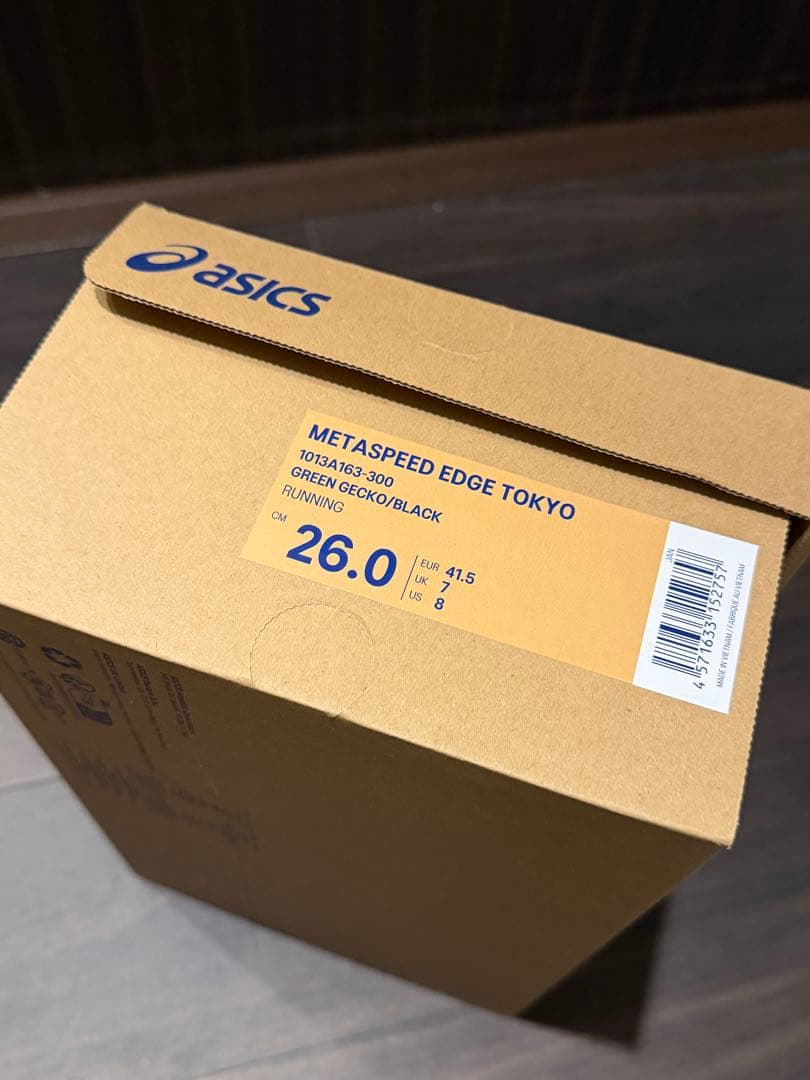 asics
METASPEED EDGE TOKYO
1013A163-300
GREEN GECKO/BLACK
RUNNING
CM 26.0
EUR 41.5
UK 7
US 8
JAN
4 571633 152757
MADE IN VIETNAM / FABRIQUÉ AU VIETNAM